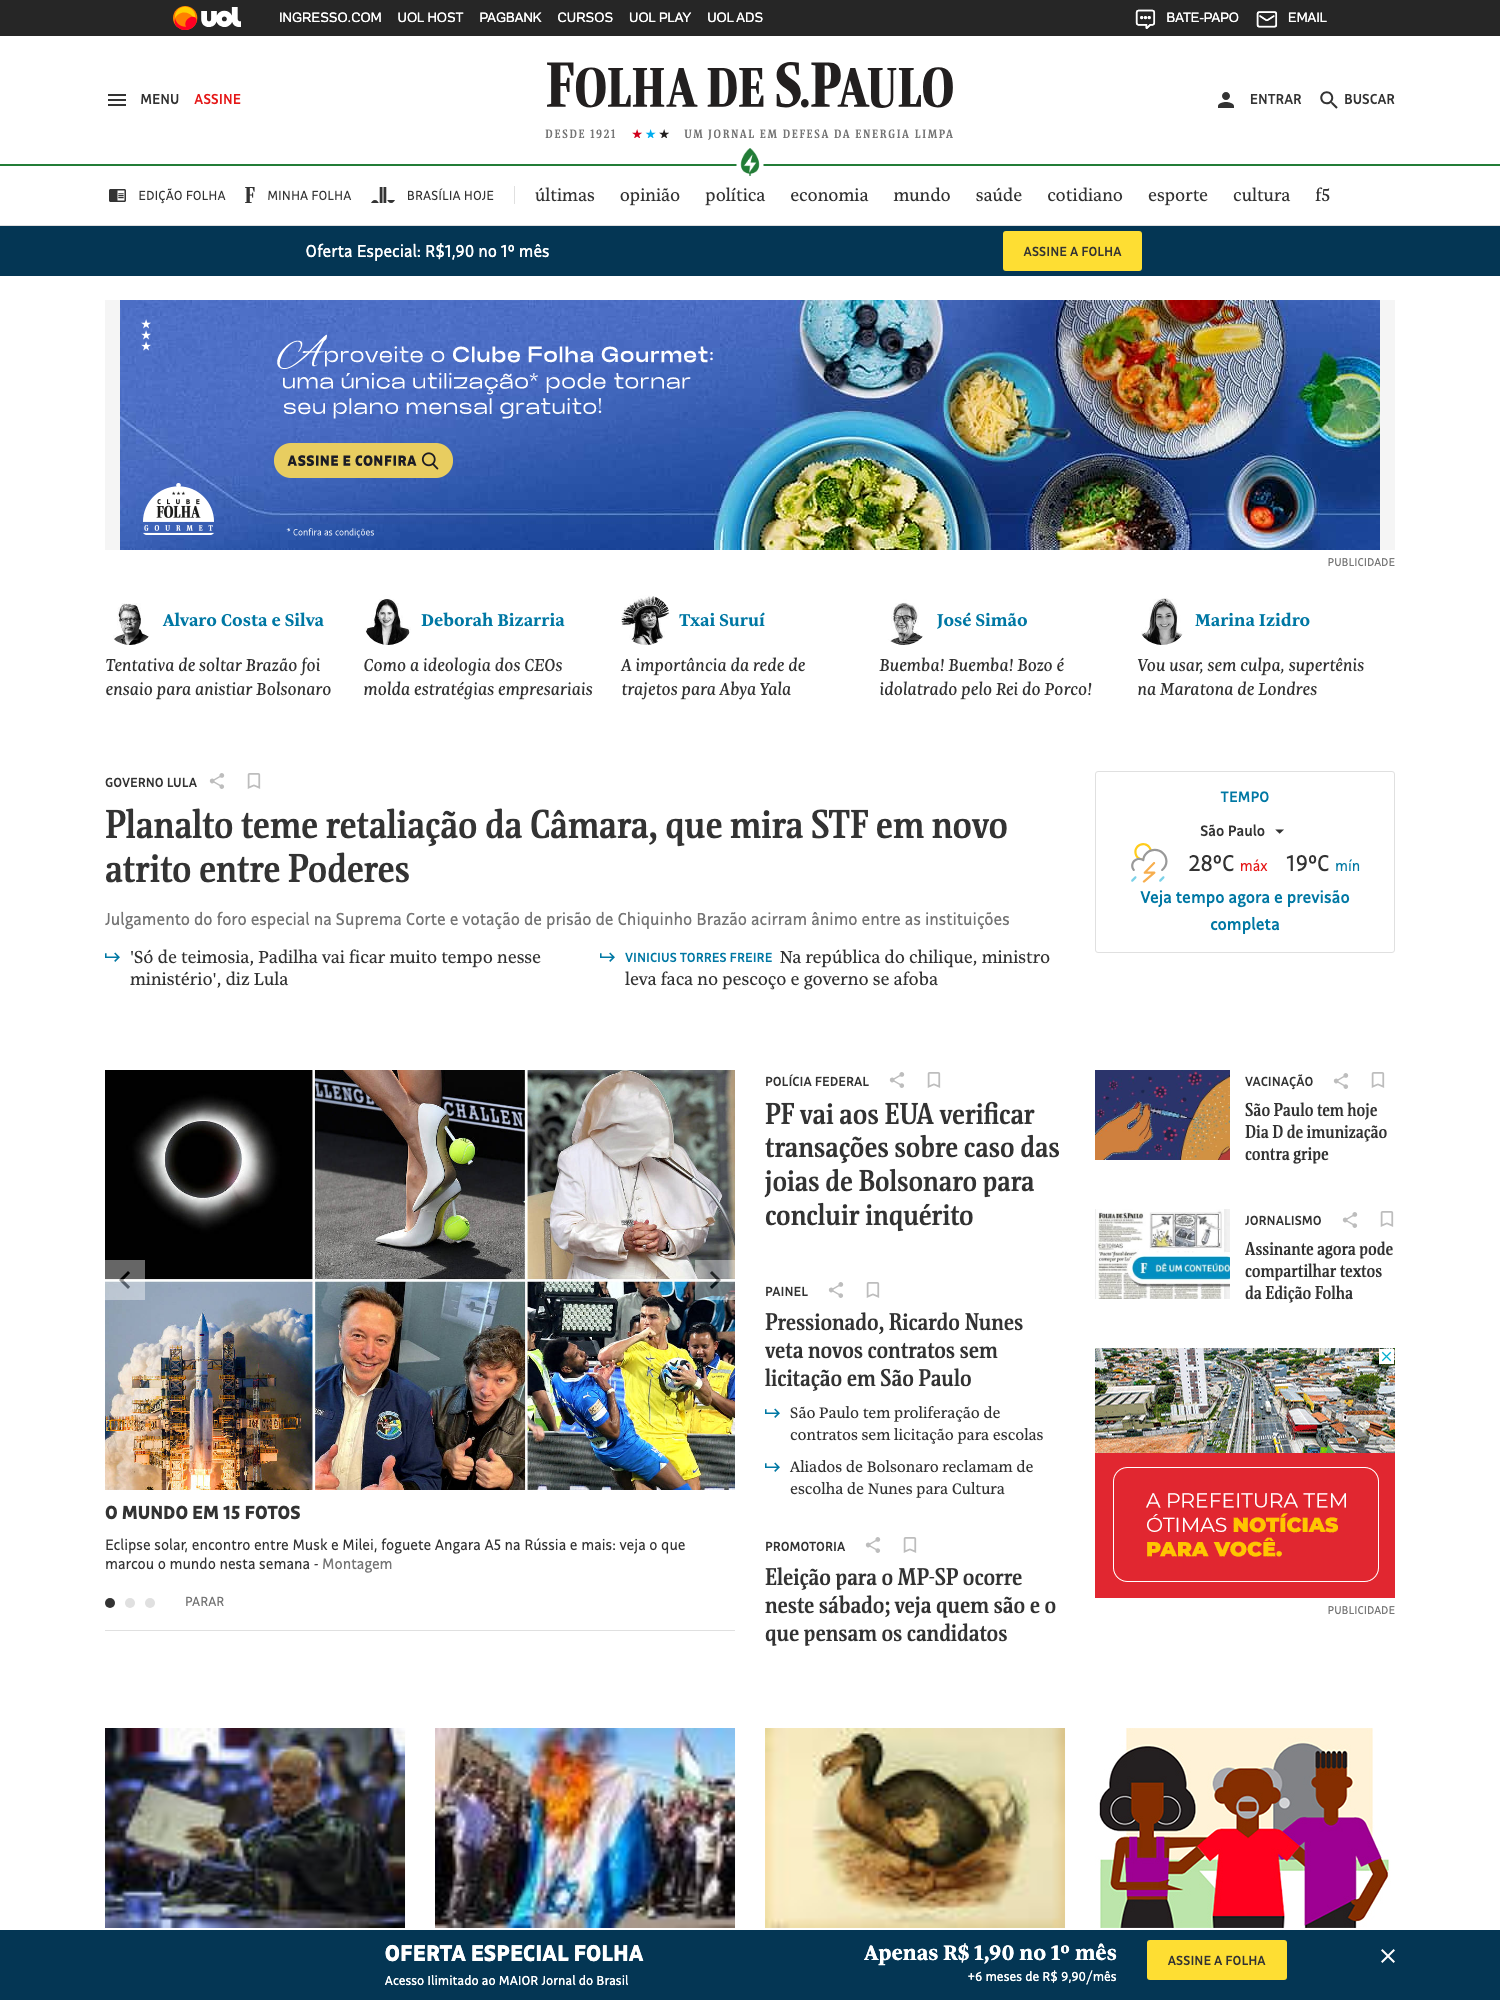 uol INGRESSO.COM UOL HOST PAGBANK CURSOS UOL PLAY UOL ADS BATE-PAPO EMAIL
MENU ASSINE
FOLHA DE S.PAULO
ENTRAR BUSCAR
DESDE 1921 ★★★ UM JORNAL EM DEFESA DA ENERGIA LIMPA
EDIÇÃO FOLHA F MINHA FOLHA BRASÍLIA HOJE últimas opinião política economia mundo saúde cotidiano esporte cultura f5
Oferta Especial: R$1,90 no 1º mês ASSINE A FOLHA
Aproveite o Clube Folha Gourmet:
uma única utilização* pode tornar
seu plano mensal gratuito!
ASSINE E CONFIRA
CLUBE
FOLHA
GOURMET
* Confira as condições
PUBLICIDADE
Alvaro Costa e Silva
Tentativa de soltar Brazão foi
ensaio para anistiar Bolsonaro
Deborah Bizarria
Como a ideologia dos CEOs
molda estratégias empresariais
Txai Suruí
A importância da rede de
trajetos para Abya Yala
José Simão
Buemba! Buemba! Bozo é
idolatrado pelo Rei do Porco!
Marina Izidro
Vou usar, sem culpa, supertênis
na Maratona de Londres
GOVERNO LULA
Planalto teme retaliação da Câmara, que mira STF em novo
atrito entre Poderes
Julgamento do foro especial na Suprema Corte e votação de prisão de Chiquinho Brazão acirram ânimo entre as instituições
'Só de teimosia, Padilha vai ficar muito tempo nesse
ministério', diz Lula
VINICIUS TORRES FREIRE Na república do chilique, ministro
leva faca no pescoço e governo se afoba
TEMPO
São Paulo
28ºC máx 19ºC mín
Veja tempo agora e previsão
completa
LLENGE
CHALLEN
O MUNDO EM 15 FOTOS
Eclipse solar, encontro entre Musk e Milei, foguete Angara A5 na Rússia e mais: veja o que
marcou o mundo nesta semana - Montagem
PARAR
POLÍCIA FEDERAL
PF vai aos EUA verificar
transações sobre caso das
joias de Bolsonaro para
concluir inquérito
PAINEL
Pressionado, Ricardo Nunes
veta novos contratos sem
licitação em São Paulo
São Paulo tem proliferação de
contratos sem licitação para escolas
Aliados de Bolsonaro reclamam de
escolha de Nunes para Cultura
PROMOTORIA
Eleição para o MP-SP ocorre
neste sábado; veja quem são e o
que pensam os candidatos
VACINAÇÃO
São Paulo tem hoje
Dia D de imunização
contra gripe
FOLHA DE S.PAULO
F DÊ UM CONTEÚDO
JORNALISMO
Assinante agora pode
compartilhar textos
da Edição Folha
A PREFEITURA TEM
ÓTIMAS NOTÍCIAS
PARA VOCÊ.
PUBLICIDADE
OFERTA ESPECIAL FOLHA
Acesso Ilimitado ao MAIOR Jornal do Brasil
Apenas R$ 1,90 no 1º mês
+6 meses de R$ 9,90/mês
ASSINE A FOLHA